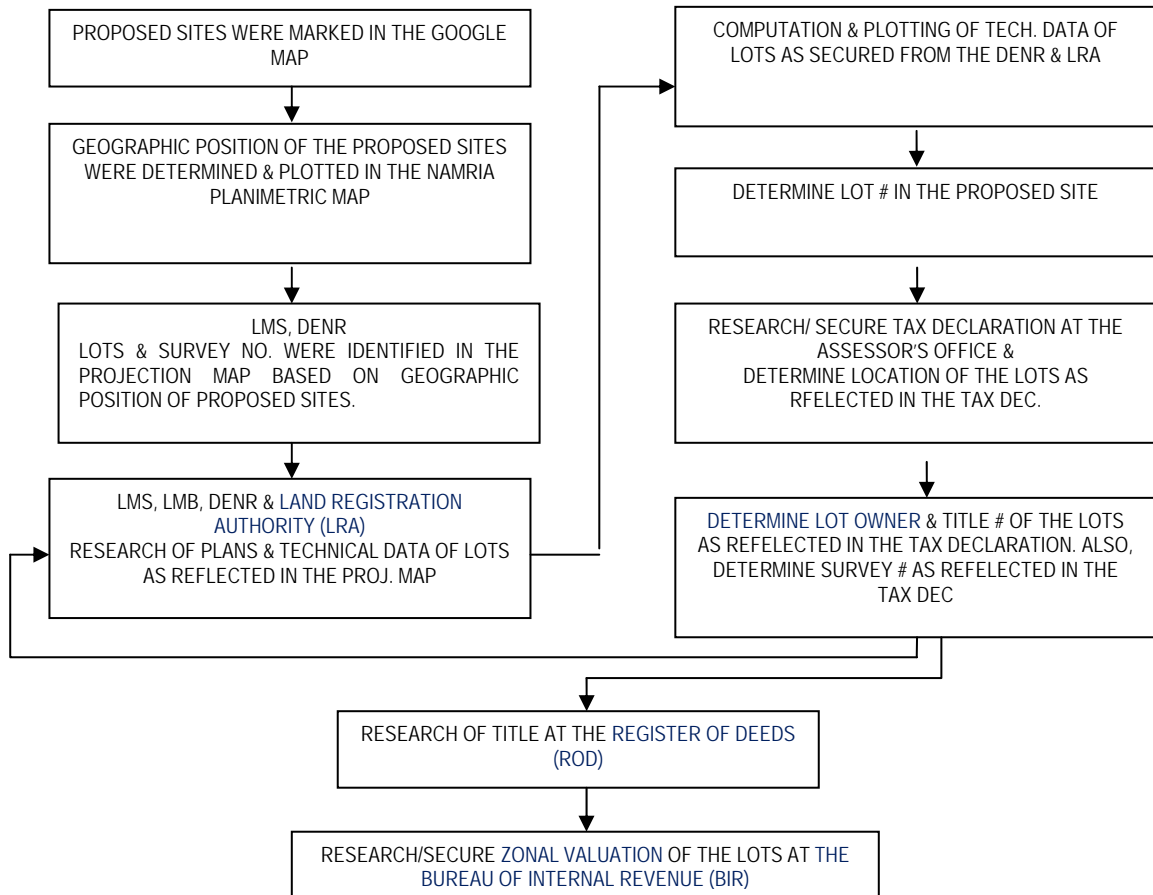 PROPOSED SITES WERE MARKED IN THE GOOGLE
MAP
GEOGRAPHIC POSITION OF THE PROPOSED SITES
WERE DETERMINED & PLOTTED IN THE NAMRIA
PLANIMETRIC MAP
LMS, DENR
LOTS & SURVEY NO. WERE IDENTIFIED IN THE
PROJECTION MAP BASED ON GEOGRAPHIC
POSITION OF PROPOSED SITES.
LMS, LMB, DENR & LAND REGISTRATION
AUTHORITY (LRA)
RESEARCH OF PLANS & TECHNICAL DATA OF LOTS
AS REFLECTED IN THE PROJ. MAP
COMPUTATION & PLOTTING OF TECH. DATA OF
LOTS AS SECURED FROM THE DENR & LRA
DETERMINE LOT # IN THE PROPOSED SITE
RESEARCH/ SECURE TAX DECLARATION AT THE
ASSESSOR'S OFFICE &
DETERMINE LOCATION OF THE LOTS AS
RFELECTED IN THE TAX DEC.
DETERMINE LOT OWNER & TITLE # OF THE LOTS
AS REFELECTED IN THE TAX DECLARATION. ALSO,
DETERMINE SURVEY # AS REFELECTED IN THE
TAX DEC
RESEARCH OF TITLE AT THE REGISTER OF DEEDS
(ROD)
RESEARCH/SECURE ZONAL VALUATION OF THE LOTS AT THE
BUREAU OF INTERNAL REVENUE (BIR)